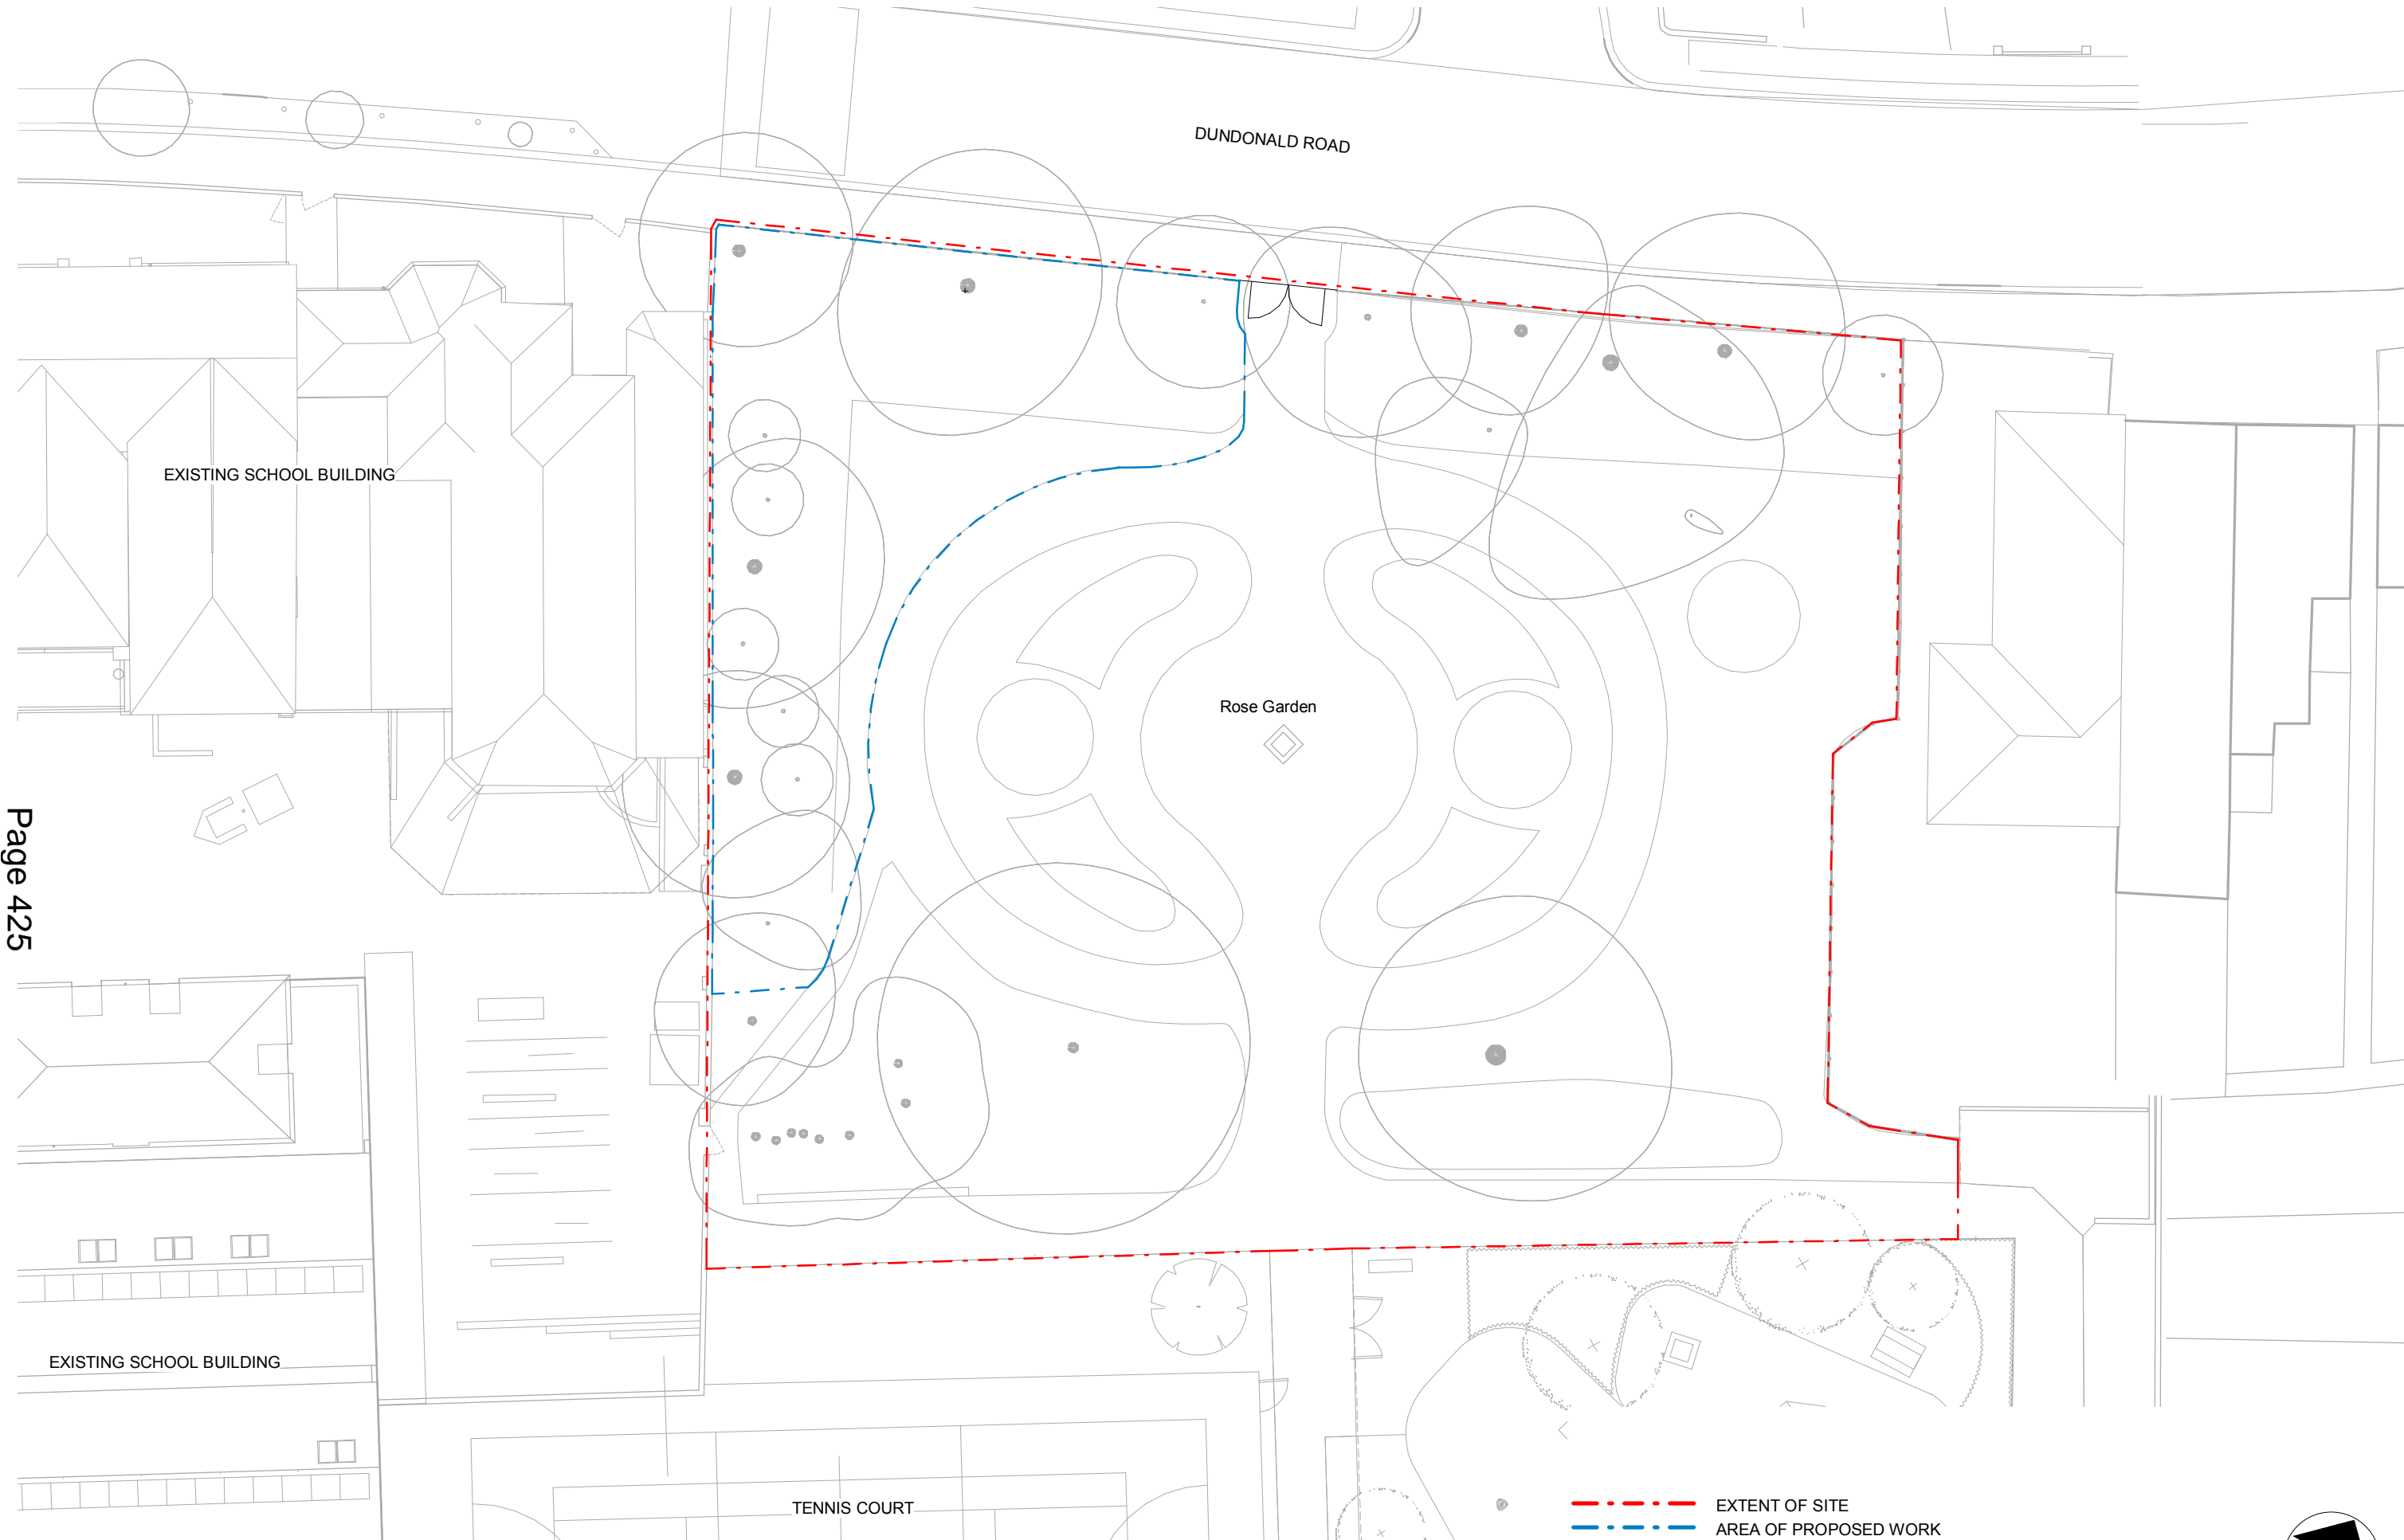 DUNDONALD ROAD
EXISTING SCHOOL BUILDING
Rose Garden
Page 425
EXISTING SCHOOL BUILDING
TENNIS COURT
EXTENT OF SITE
AREA OF PROPOSED WORK